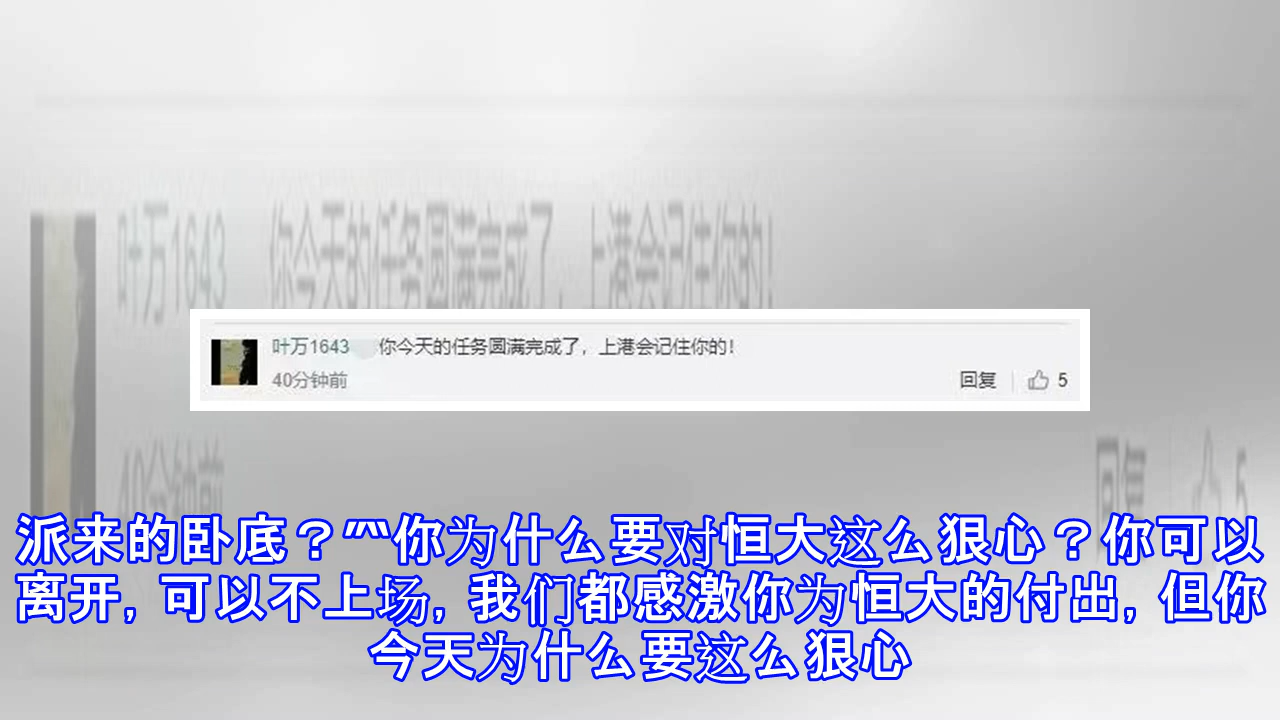 叶万1643 你今天的任务圆满完成了，上港会记住你的！
40分钟前
回复 5
派来的卧底？”“你为什么要对恒大这么狠心？你可以
离开, 可以不上场, 我们都感激你为恒大的付出, 但你
今天为什么要这么狠心